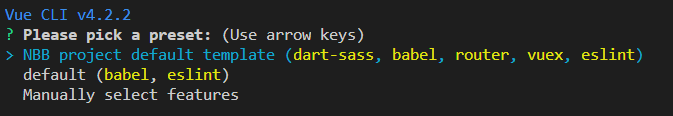 Vue CLI v4.2.2
? Please pick a preset: (Use arrow keys)
> NBB project default template (dart-sass, babel, router, vuex, eslint)
default (babel, eslint)
Manually select features